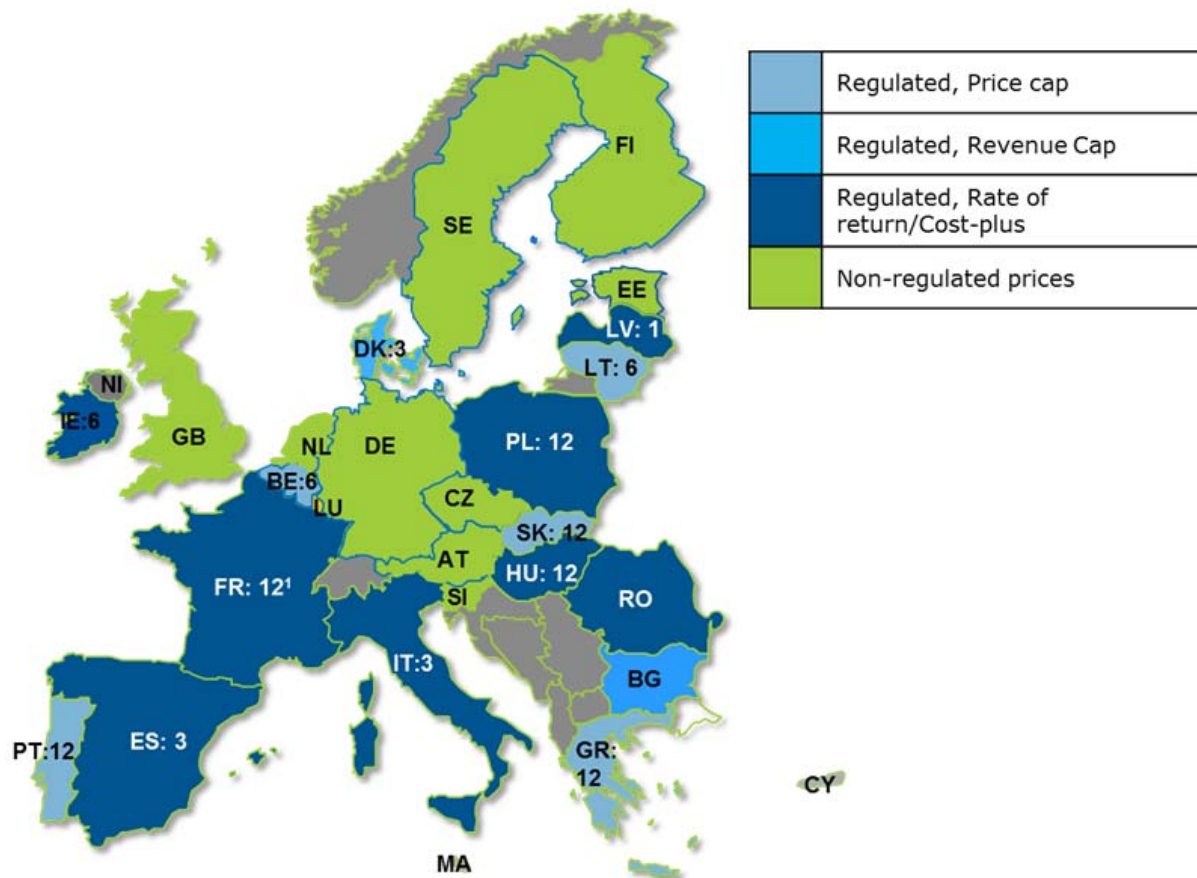 Regulated, Price cap
Regulated, Revenue Cap
Regulated, Rate of
return/Cost-plus
Non-regulated prices
FI
SE
EE
LV: 1
LT: 6
DK:3
NI
IE:6
GB
NL
DE
PL: 12
BE:6
LU
CZ
SK: 12
AT
HU: 12
FR: 12¹
SI
RO
IT:3
BG
PT:12
ES: 3
GR:
12
CY
MA